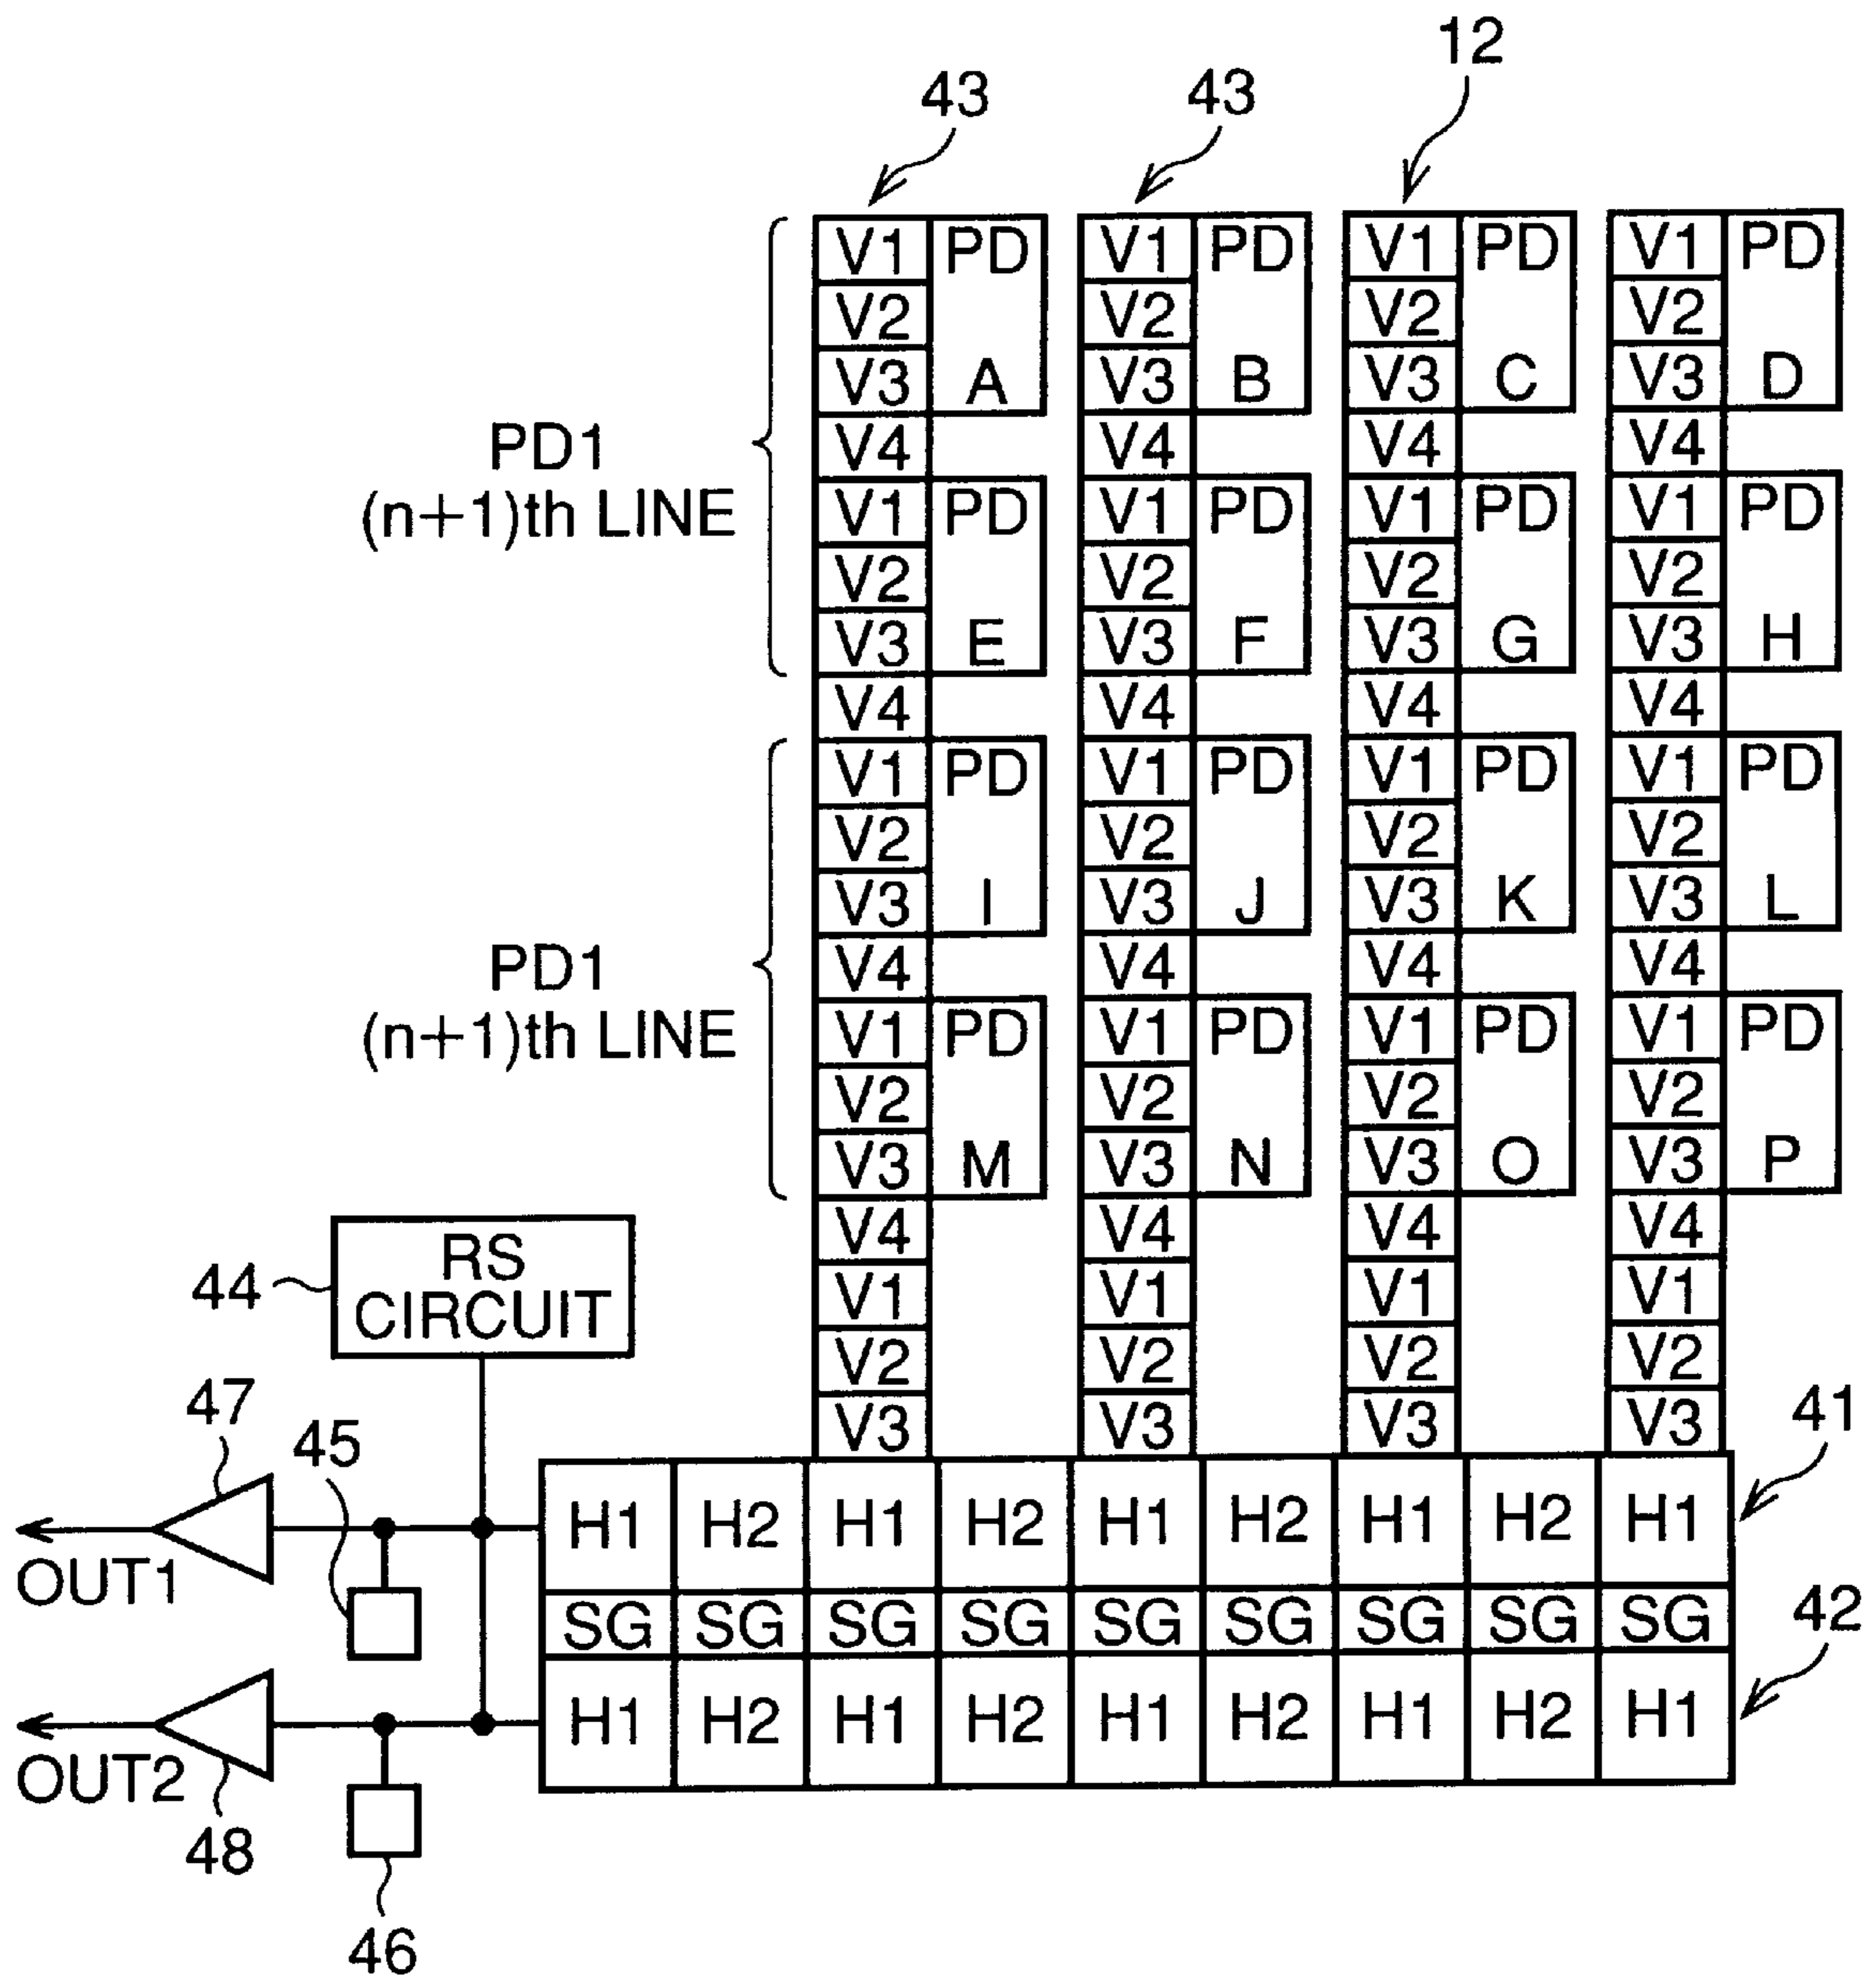 12
43 43
V1 PD V1 PD V1 PD V1 PD
V2 V2 V2 V2
V3 A V3 B V3 C V3 D
PD1
(n+1)th LINE
V4 V4 V4 V4
V1 PD V1 PD V1 PD V1 PD
V2 V2 V2 V2
V3 E V3 F V3 G V3 H
V4 V4 V4 V4
V1 PD V1 PD V1 PD V1 PD
V2 V2 V2 V2
V3 I V3 J V3 K V3 L
PD1
(n+1)th LINE
V4 V4 V4 V4
V1 PD V1 PD V1 PD V1 PD
V2 V2 V2 V2
V3 M V3 N V3 O V3 P
V4 V4 V4 V4
V1 V1 V1 V1
V2 V2 V2 V2
V3 V3 V3 V3
44
RS
CIRCUIT
47
45
41
H1 H2 H1 H2 H1 H2 H1 H2 H1
OUT1
SG SG SG SG SG SG SG SG SG
42
H1 H2 H1 H2 H1 H2 H1 H2 H1
OUT2
48
46